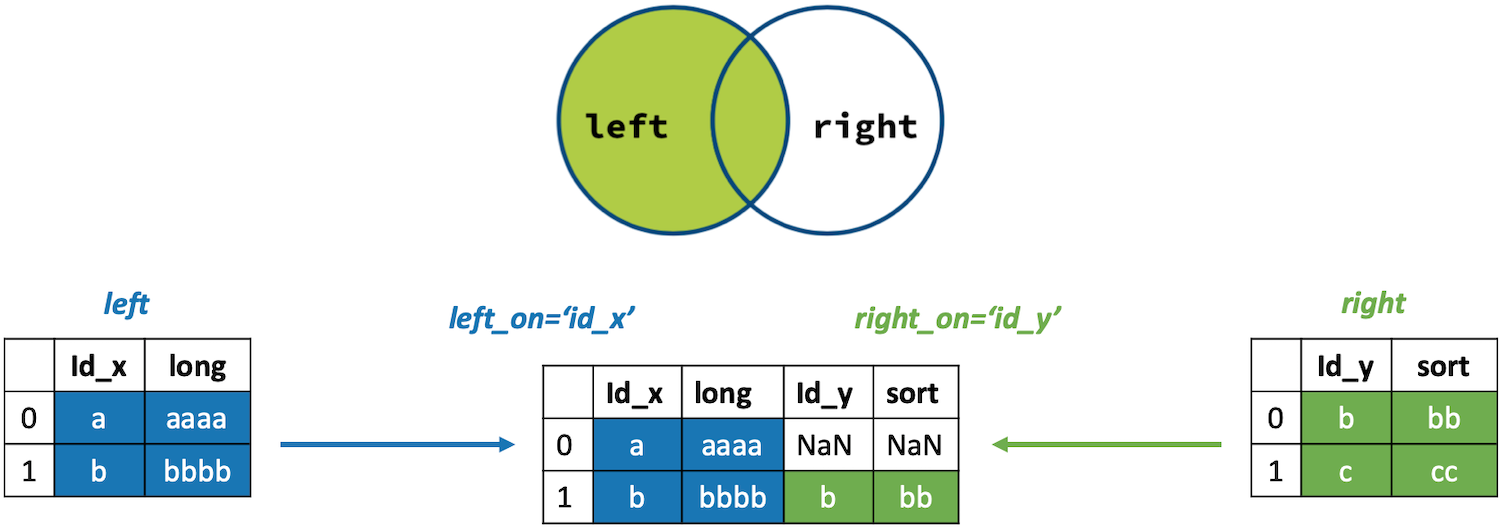 left right
left left_on=‘id_x’ right_on=‘id_y’ right
Id_x long
0 a aaaa
1 b bbbb
Id_x long Id_y sort
0 a aaaa NaN NaN
1 b bbbb b bb
Id_y sort
0 b bb
1 c cc